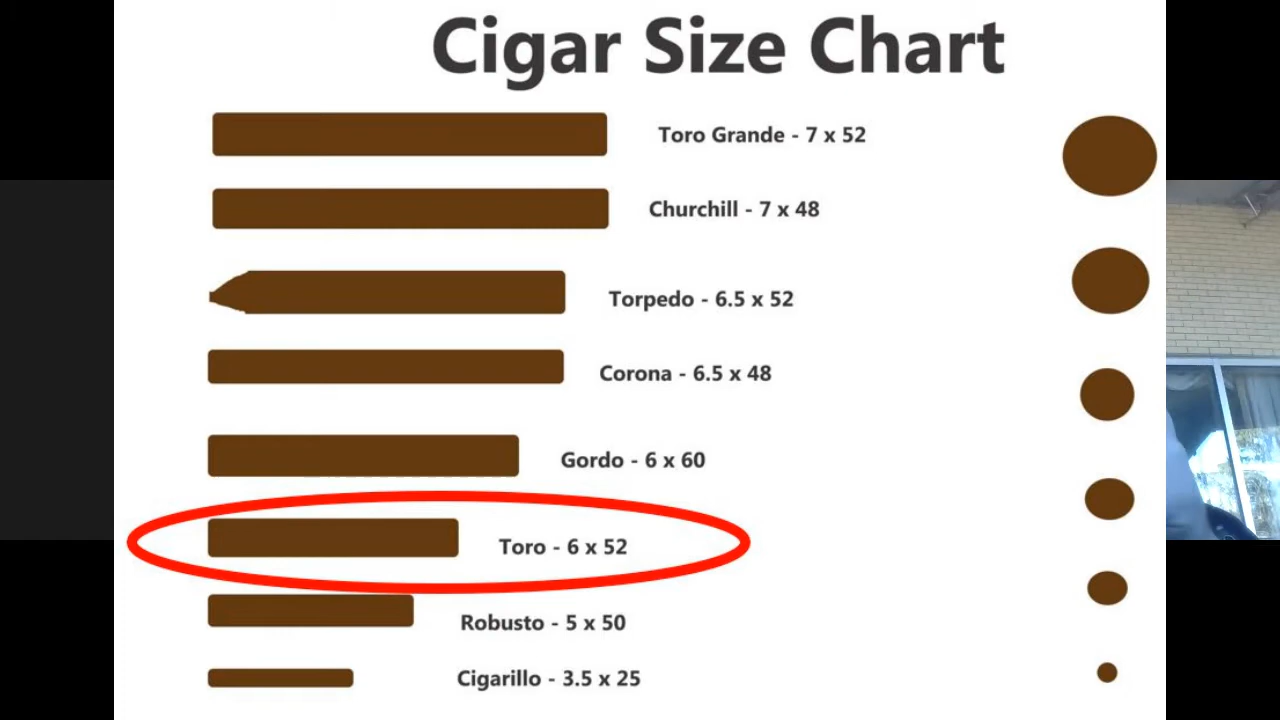 Cigar Size Chart
Toro Grande - 7 x 52
Churchill - 7 x 48
Torpedo - 6.5 x 52
Corona - 6.5 x 48
Gordo - 6 x 60
Toro - 6 x 52
Robusto - 5 x 50
Cigarillo - 3.5 x 25